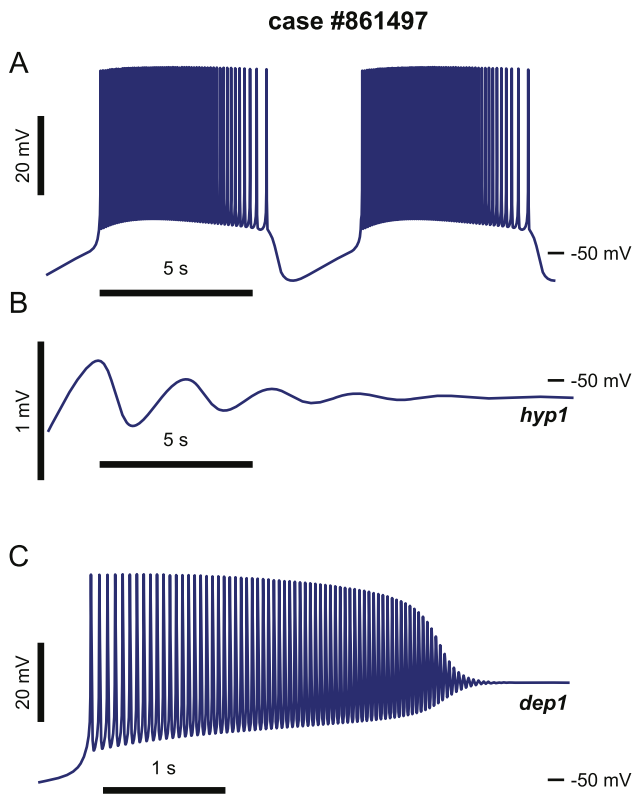 case #861497
A
20 mV
-50 mV
5 s
B
1 mV
-50 mV
hyp1
5 s
C
20 mV
dep1
1 s
-50 mV